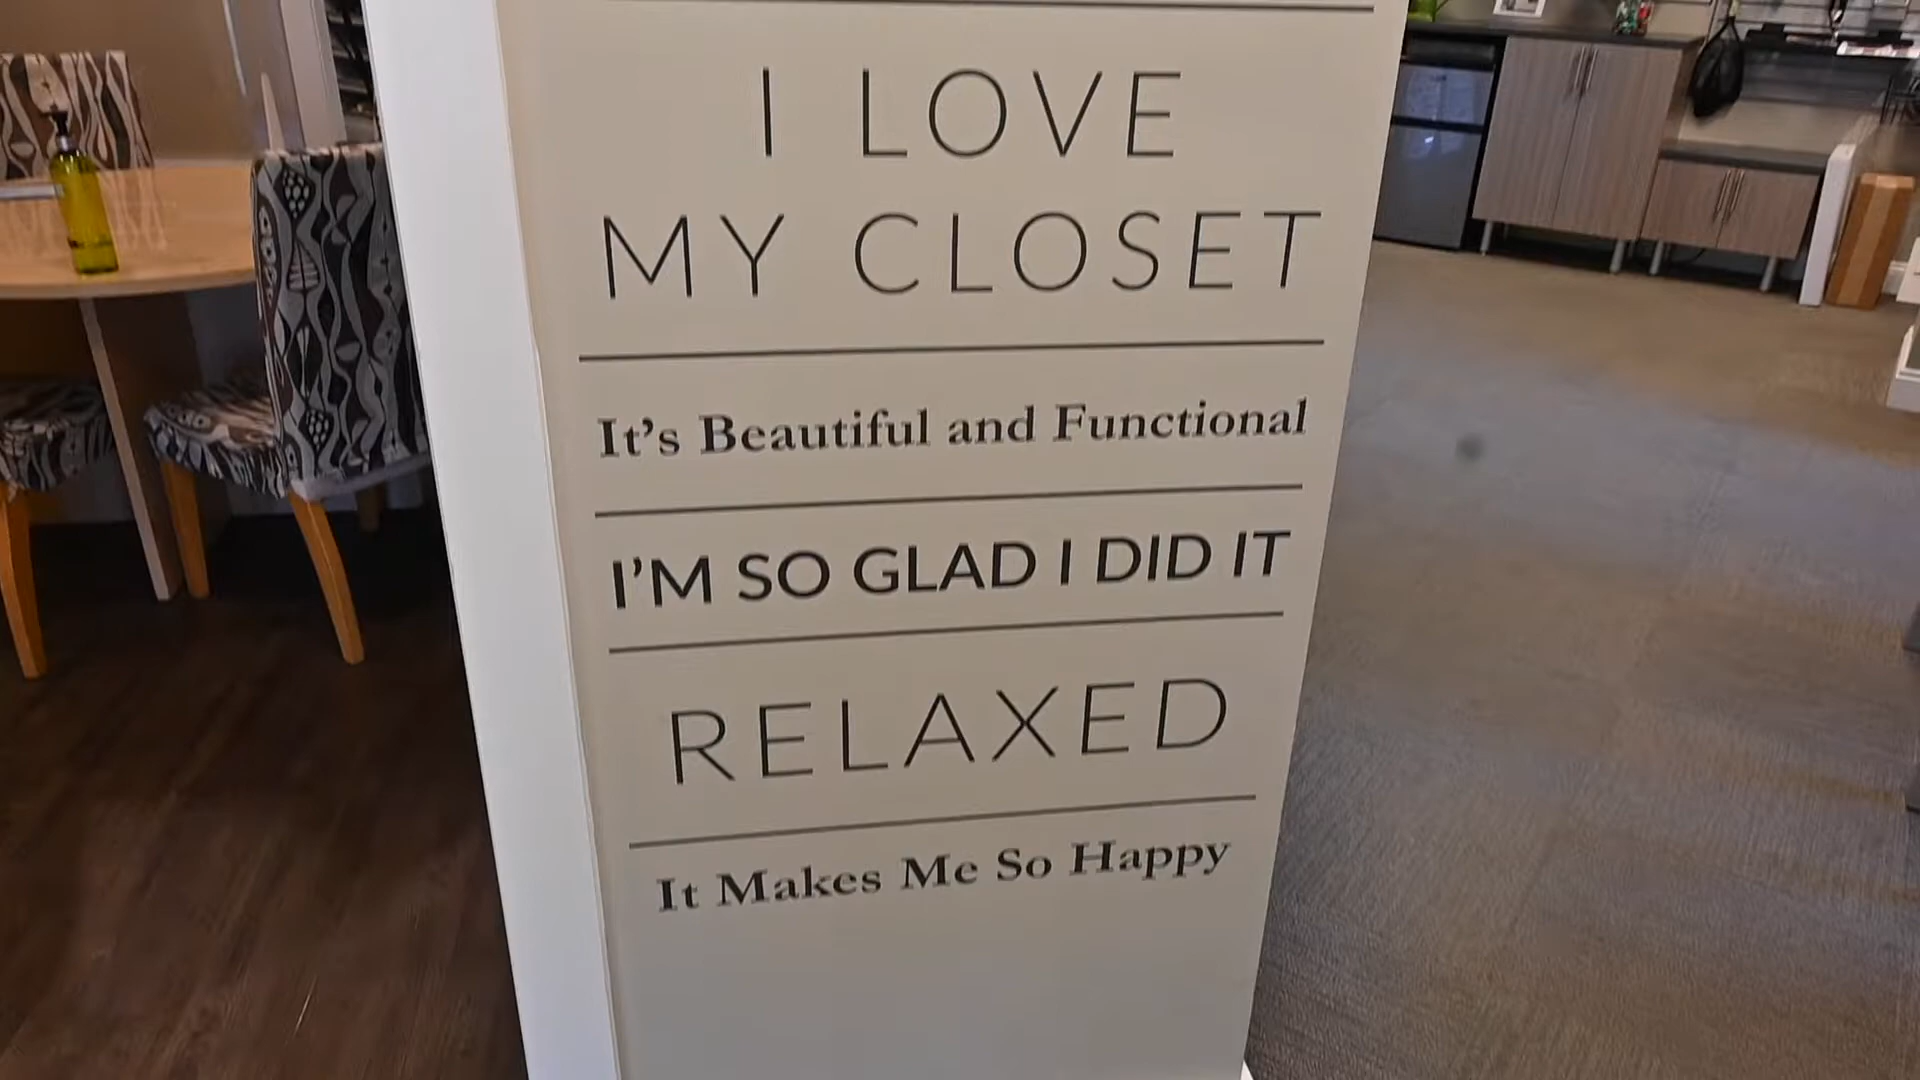 I LOVE
MY CLOSET
It's Beautiful and Functional
I'M SO GLAD I DID IT
RELAXED
It Makes Me So Happy